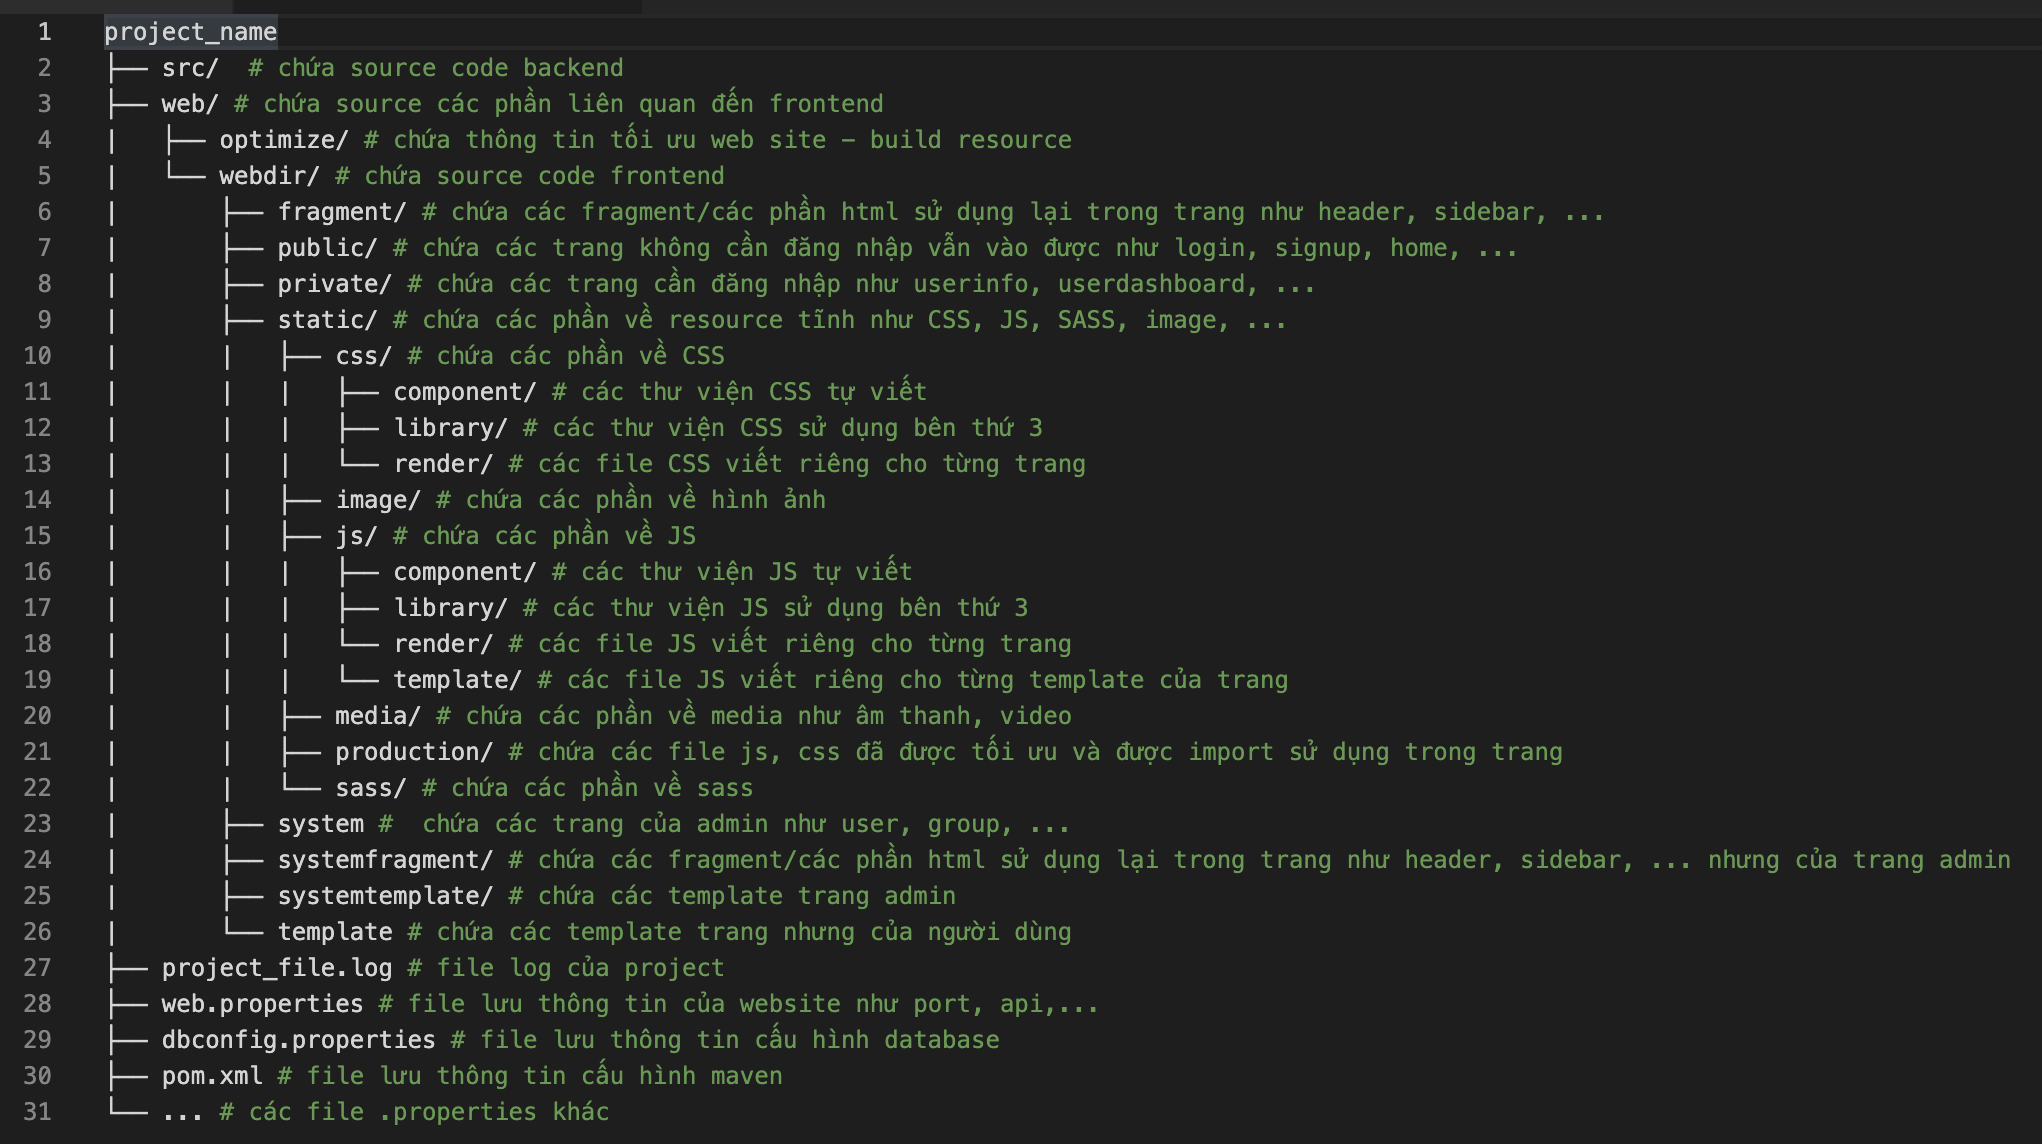 1 project_name
2 ├── src/  # chứa source code backend
3 ├── web/ # chứa source các phần liên quan đến frontend
4 |   ├── optimize/ # chứa thông tin tối ưu web site - build resource
5 |   └── webdir/ # chứa source code frontend
6 |       ├── fragment/ # chứa các fragment/các phần html sử dụng lại trong trang như header, sidebar, ...
7 |       ├── public/ # chứa các trang không cần đăng nhập vẫn vào được như login, signup, home, ...
8 |       ├── private/ # chứa các trang cần đăng nhập như userinfo, userdashboard, ...
9 |       ├── static/ # chứa các phần về resource tĩnh như CSS, JS, SASS, image, ...
10 |       |   ├── css/ # chứa các phần về CSS
11 |       |   |   ├── component/ # các thư viện CSS tự viết
12 |       |   |   ├── library/ # các thư viện CSS sử dụng bên thứ 3
13 |       |   |   └── render/ # các file CSS viết riêng cho từng trang
14 |       |   ├── image/ # chứa các phần về hình ảnh
15 |       |   ├── js/ # chứa các phần về JS
16 |       |   |   ├── component/ # các thư viện JS tự viết
17 |       |   |   ├── library/ # các thư viện JS sử dụng bên thứ 3
18 |       |   |   └── render/ # các file JS viết riêng cho từng trang
19 |       |   |   └── template/ # các file JS viết riêng cho từng template của trang
20 |       |   ├── media/ # chứa các phần về media như âm thanh, video
21 |       |   ├── production/ # chứa các file js, css đã được tối ưu và được import sử dụng trong trang
22 |       |   └── sass/ # chứa các phần về sass
23 |       ├── system #  chứa các trang của admin như user, group, ...
24 |       ├── systemfragment/ # chứa các fragment/các phần html sử dụng lại trong trang như header, sidebar, ... nhưng của trang admin
25 |       ├── systemtemplate/ # chứa các template trang admin
26 |       └── template # chứa các template trang nhưng của người dùng
27 ├── project_file.log # file log của project
28 ├── web.properties # file lưu thông tin của website như port, api,...
29 ├── dbconfig.properties # file lưu thông tin cấu hình database
30 ├── pom.xml # file lưu thông tin cấu hình maven
31 └── ... # các file .properties khác